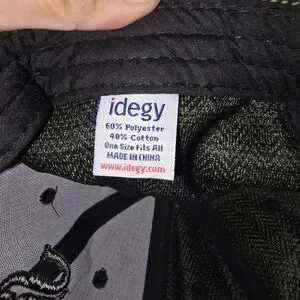 idegy
60% Polyester
40% Cotton
One Size Fits All
MADE IN CHINA
www.idegy.com